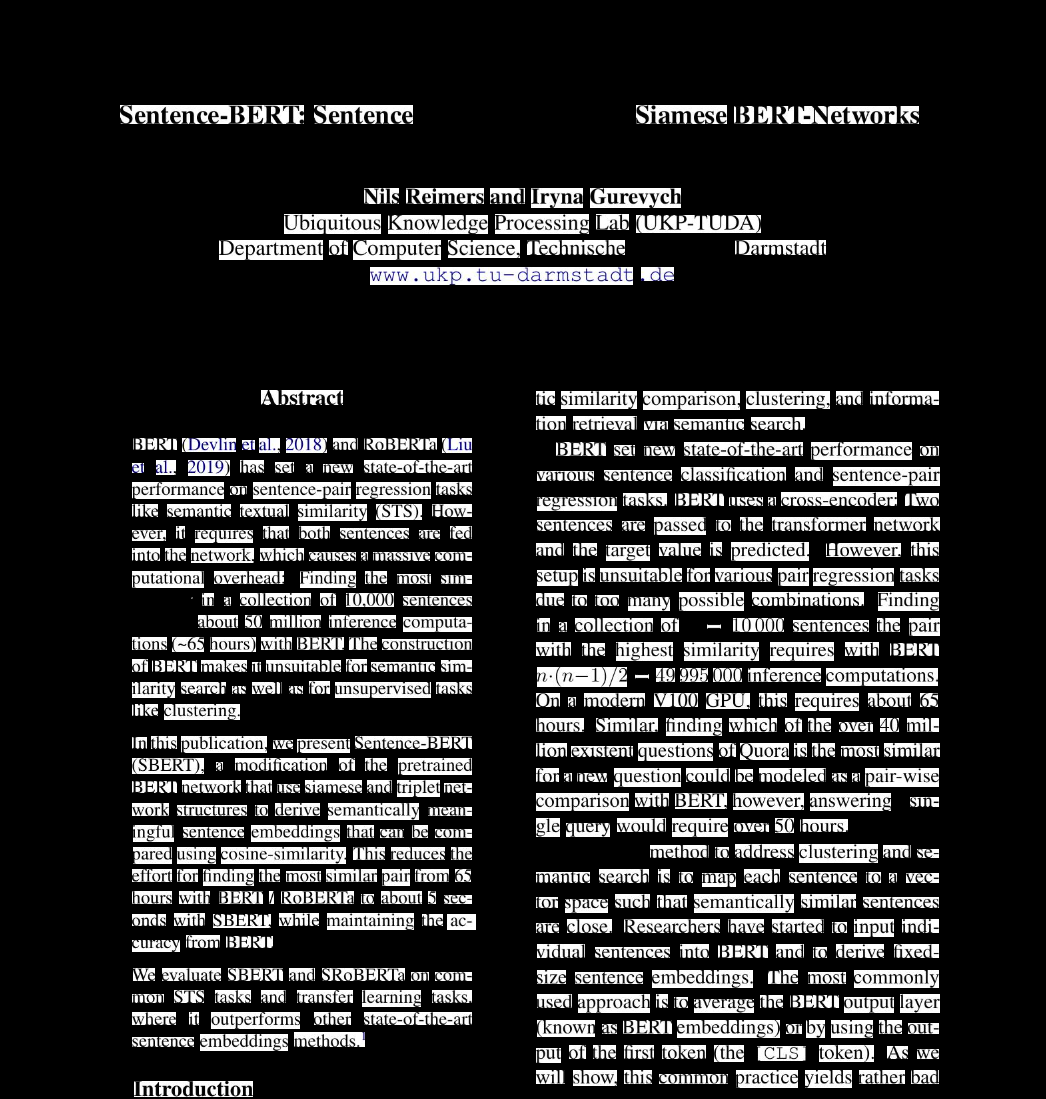 Sentence-BERT: Sentence Siamese BERT-Networks
Nils Reimers and Iryna Gurevych
Ubiquitous Knowledge Processing Lab (UKP-TUDA)
Department of Computer Science, Technische Darmstadt
www.ukp.tu-darmstadt.de
Abstract
BERT (Devlin et al., 2018) and RoBERTa (Liu
et al., 2019) has set a new state-of-the-art
performance on sentence-pair regression tasks
like semantic textual similarity (STS). How-
ever, it requires that both sentences are fed
into the network, which causes a massive com-
putational overhead: Finding the most sim-
in a collection of 10,000 sentences
about 50 million inference computa-
tions (~65 hours) with BERT. The construction
of BERT makes it unsuitable for semantic sim-
ilarity search as well as for unsupervised tasks
like clustering.
In this publication, we present Sentence-BERT
(SBERT), a modification of the pretrained
BERT network that use siamese and triplet net-
work structures to derive semantically mean-
ingful sentence embeddings that can be com-
pared using cosine-similarity. This reduces the
effort for finding the most similar pair from 65
hours with BERT / RoBERTa to about 5 sec-
onds with SBERT, while maintaining the ac-
curacy from BERT.
We evaluate SBERT and SRoBERTa on com-
mon STS tasks and transfer learning tasks,
where it outperforms other state-of-the-art
sentence embeddings methods.
Introduction
tic similarity comparison, clustering, and informa-
tion retrieval via semantic search.
BERT set new state-of-the-art performance on
various sentence classification and sentence-pair
regression tasks. BERT uses a cross-encoder: Two
sentences are passed to the transformer network
and the target value is predicted. However, this
setup is unsuitable for various pair regression tasks
due to too many possible combinations. Finding
in a collection of = 10 000 sentences the pair
with the highest similarity requires with BERT
n·(n−1)/2 = 49 995 000 inference computations.
On a modern V100 GPU, this requires about 65
hours. Similar, finding which of the over 40 mil-
lion existent questions of Quora is the most similar
for a new question could be modeled as a pair-wise
comparison with BERT, however, answering sin-
gle query would require over 50 hours.
method to address clustering and se-
mantic search is to map each sentence to a vec-
tor space such that semantically similar sentences
are close. Researchers have started to input indi-
vidual sentences into BERT and to derive fixed-
size sentence embeddings. The most commonly
used approach is to average the BERT output layer
(known as BERT embeddings) or by using the out-
put of the first token (the [CLS] token). As we
will show, this common practice yields rather bad